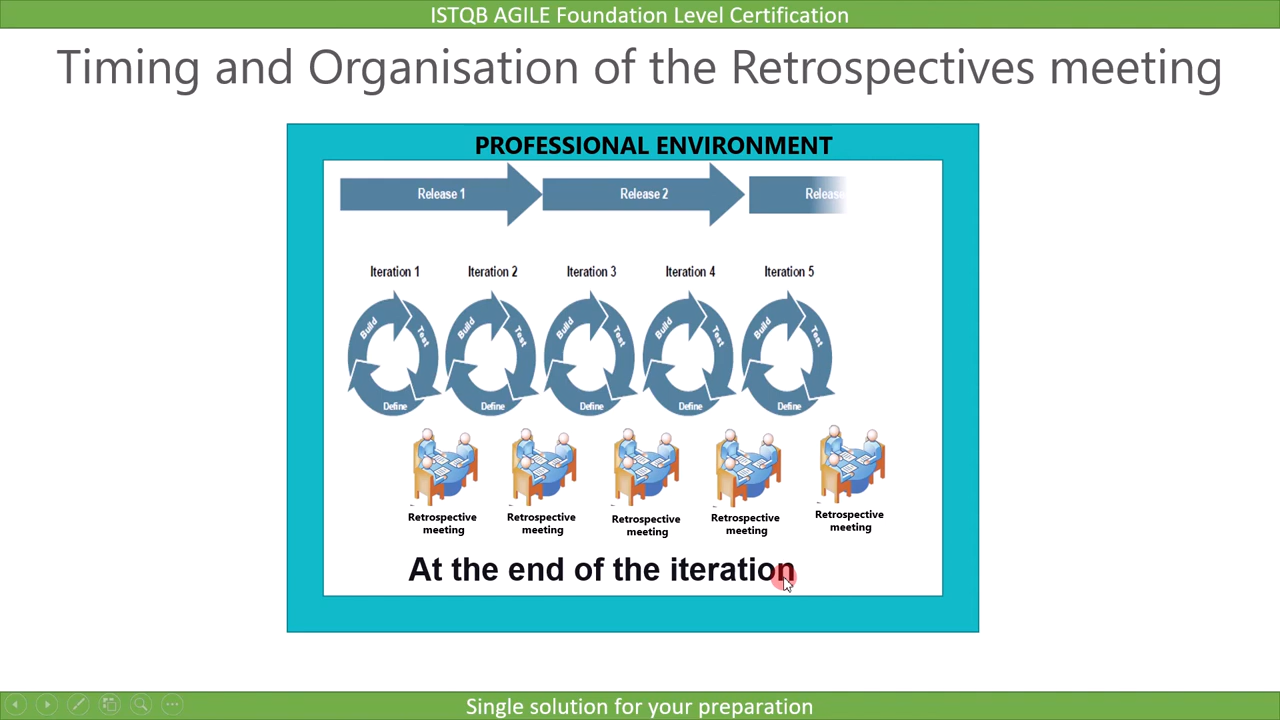 ISTQB AGILE Foundation Level Certification
Timing and Organisation of the Retrospectives meeting
PROFESSIONAL ENVIRONMENT
Release 1 Release 2 Release
Iteration 1 Iteration 2 Iteration 3 Iteration 4 Iteration 5
Build Test Build Test Build Test Build Test Build Test
Define Define Define Define Define
Retrospective Retrospective Retrospective Retrospective Retrospective
meeting meeting meeting meeting meeting
At the end of the iteration
Single solution for your preparation